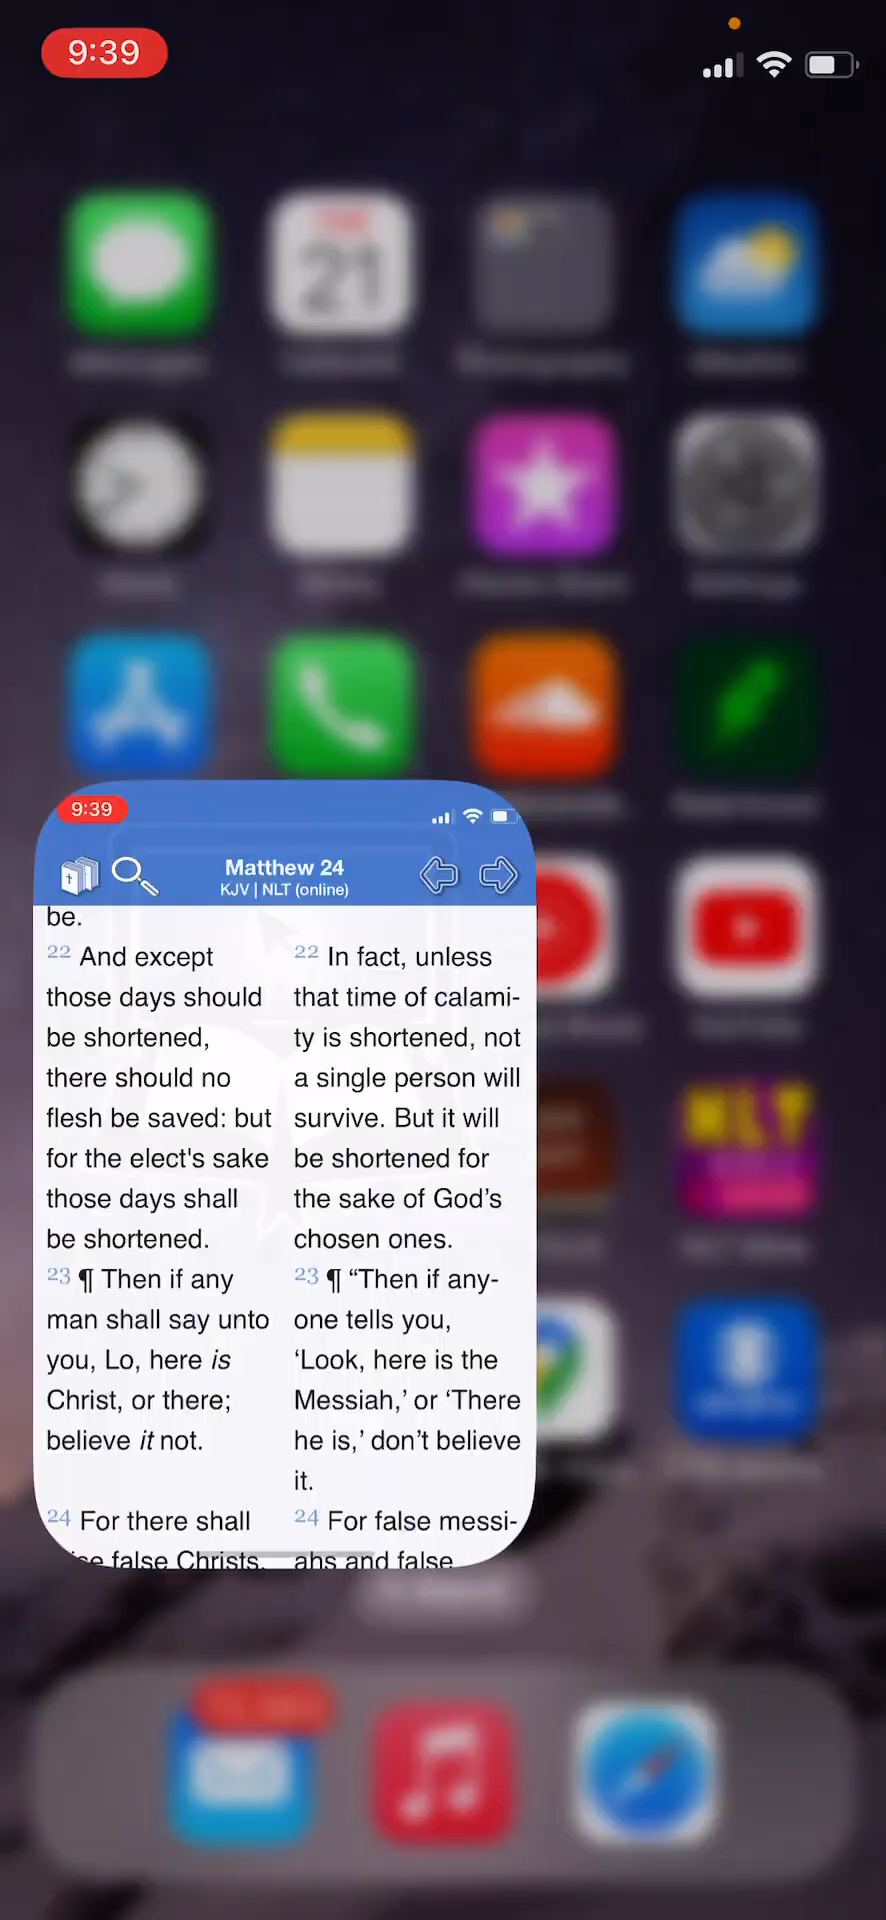 9:39
21
9:39
Matthew 24
KJV | NLT (online)
be.
22 And except
those days should
be shortened,
there should no
flesh be saved: but
for the elect's sake
those days shall
be shortened.
23 ¶ Then if any
man shall say unto
you, Lo, here is
Christ, or there;
believe it not.
24 For there shall
false Christs,
22 In fact, unless
that time of calami-
ty is shortened, not
a single person will
survive. But it will
be shortened for
the sake of God’s
chosen ones.
23 ¶ “Then if any-
one tells you,
‘Look, here is the
Messiah,’ or ‘There
he is,’ don’t believe
it.
24 For false messi-
ahs and false
NLT